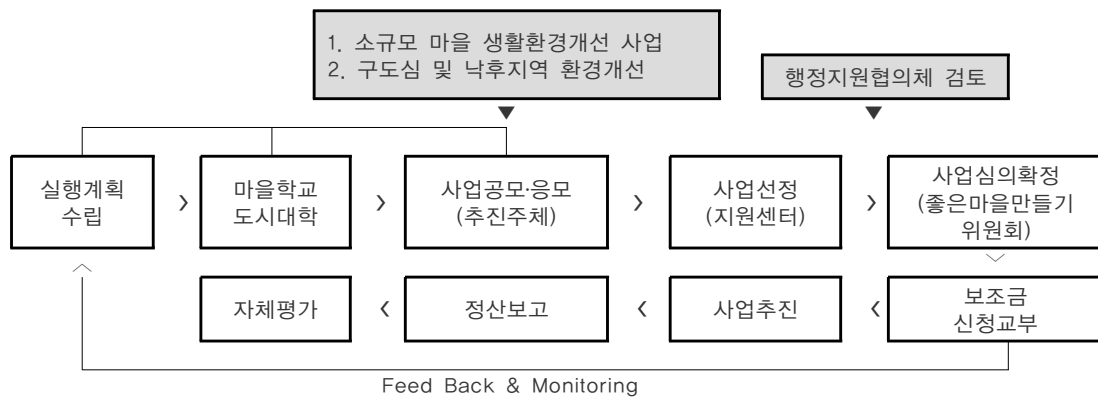 1. 소규모 마을 생활환경개선 사업
2. 구도심 및 낙후지역 환경개선
행정지원협의체 검토
실행계획
수립
마을학교
도시대학
사업공모·응모
(추진주체)
사업선정
(지원센터)
사업심의확정
(좋은마을만들기
위원회)
자체평가
정산보고
사업추진
보조금
신청교부
Feed Back & Monitoring